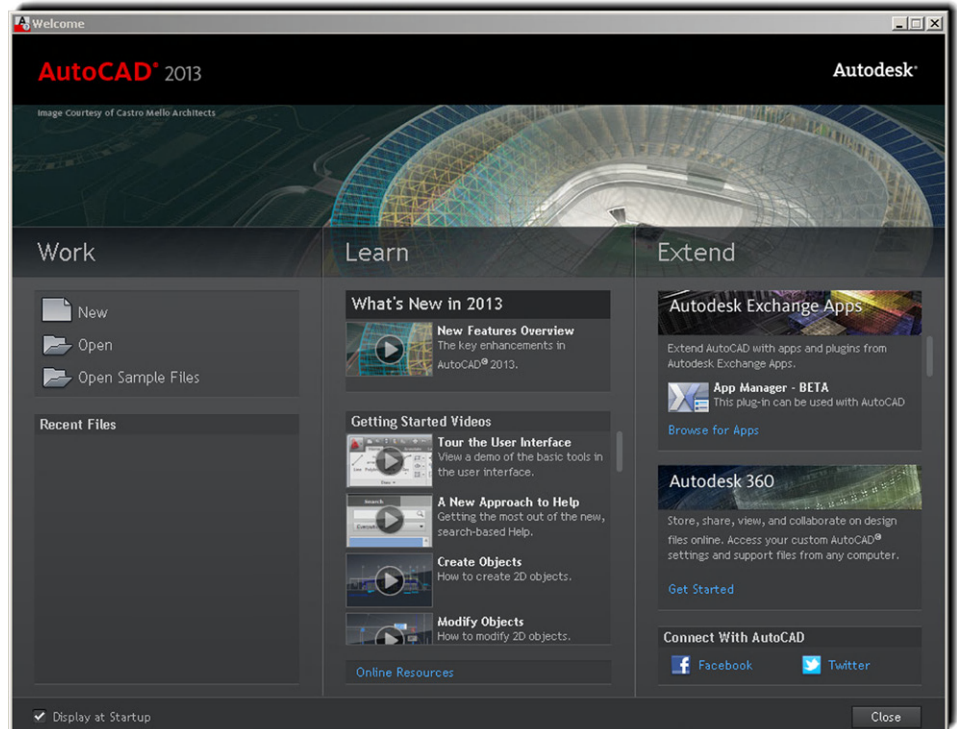 Welcome
AutoCAD® 2013
Autodesk®
Image Courtesy of Castro Mello Architects
Work
New
Open
Open Sample Files
Recent Files
Learn
What's New in 2013
New Features Overview
The key enhancements in
AutoCAD® 2013.
Getting Started Videos
Tour the User Interface
View a demo of the basic tools in
the user interface.
A New Approach to Help
Getting the most out of the new,
search-based Help.
Create Objects
How to create 2D objects.
Modify Objects
How to modify 2D objects.
Online Resources
Extend
Autodesk Exchange Apps
Extend AutoCAD with apps and plugins from
Autodesk Exchange Apps.
App Manager - BETA
This plug-in can be used with AutoCAD
Browse for Apps
Autodesk 360
Store, share, view, and collaborate on design
files online. Access your custom AutoCAD®
settings and support files from any computer.
Get Started
Connect With AutoCAD
Facebook
Twitter
Display at Startup
Close